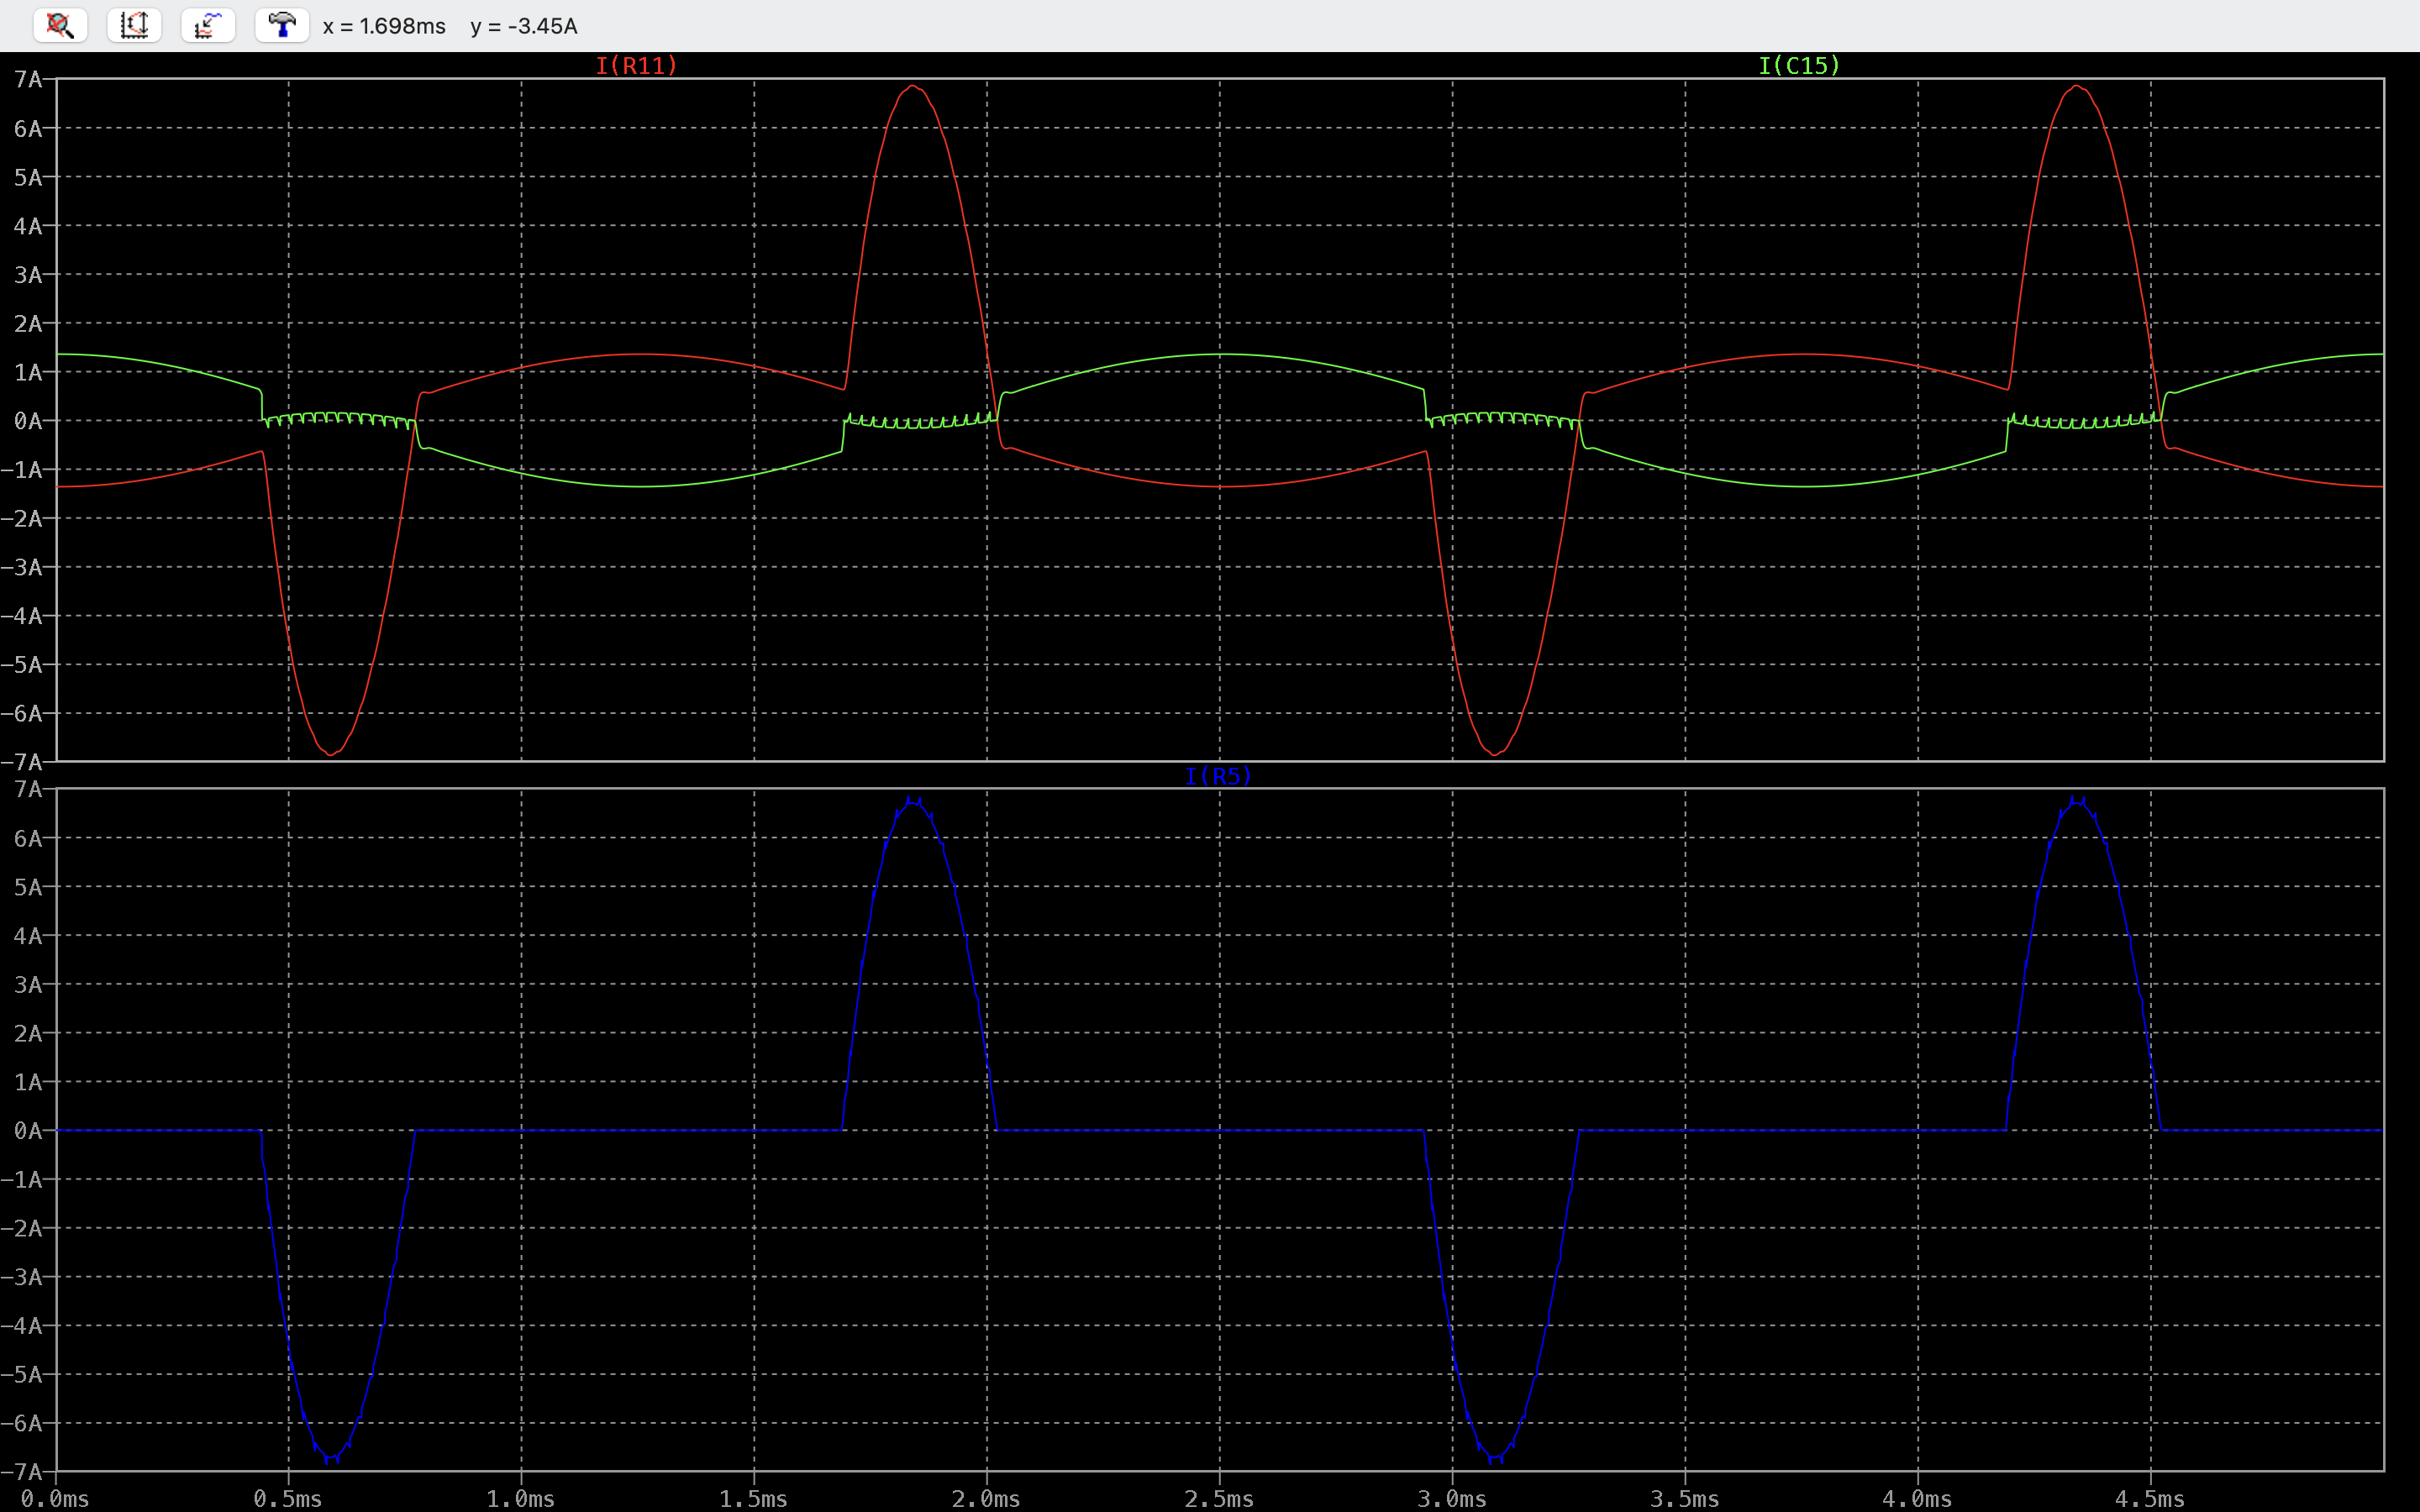 x = 1.698ms y = -3.45A
I(R11) I(C15)
7A
6A
5A
4A
3A
2A
1A
0A
-1A
-2A
-3A
-4A
-5A
-6A
-7A
I(R5)
7A
6A
5A
4A
3A
2A
1A
0A
-1A
-2A
-3A
-4A
-5A
-6A
-7A
0.0ms 0.5ms 1.0ms 1.5ms 2.0ms 2.5ms 3.0ms 3.5ms 4.0ms 4.5ms